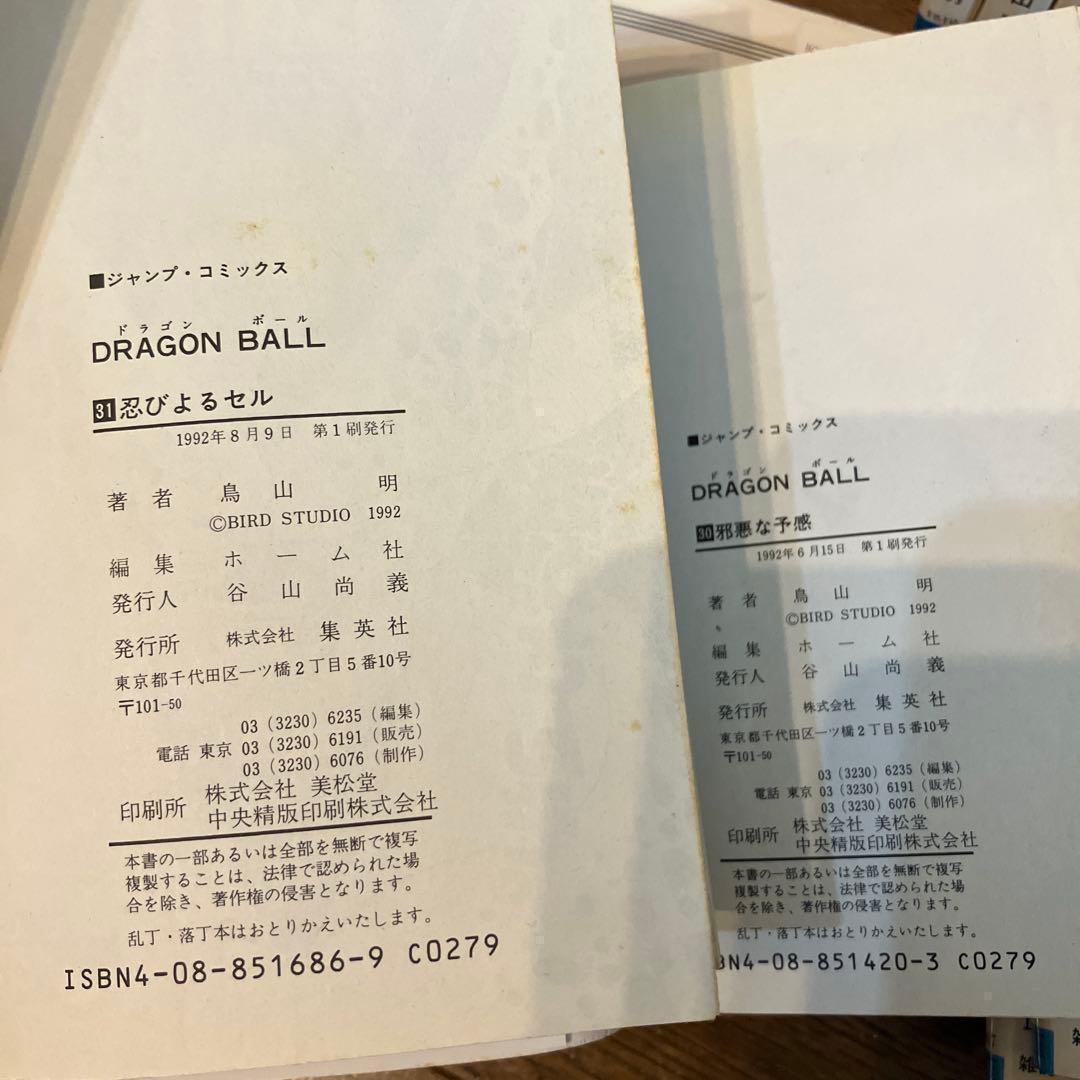 ■ジャンプ・コミックス
ドラゴン ボール
DRAGON BALL
31忍びよるセル
1992年8月9日 第1刷発行
著者 鳥山 明
©BIRD STUDIO 1992
編集 ホーム社
発行人 谷山尚義
発行所 株式会社 集英社
東京都千代田区一ツ橋2丁目5番10号
〒101-50
03 (3230) 6235 (編集)
電話 東京 03 (3230) 6191 (販売)
03 (3230) 6076 (制作)
印刷所 株式会社 美松堂
中央精版印刷株式会社
本書の一部あるいは全部を無断で複写
複製することは、法律で認められた場
合を除き、著作権の侵害となります。
乱丁・落丁本はおとりかえいたします。
ISBN4-08-851686-9 C0279
■ジャンプ・コミックス
ドラゴン ボール
DRAGON BALL
30邪悪な予感
1992年6月15日 第1刷発行
著者 鳥山 明
©BIRD STUDIO 1992
編集 ホーム社
発行人 谷山尚義
発行所 株式会社 集英社
東京都千代田区一ツ橋2丁目5番10号
〒101-50
03 (3230) 6235 (編集)
電話 東京 03 (3230) 6191 (販売)
03 (3230) 6076 (制作)
印刷所 株式会社 美松堂
中央精版印刷株式会社
本書の一部あるいは全部を無断で複写
複製することは、法律で認められた場
合を除き、著作権の侵害となります。
乱丁・落丁本はおとりかえいたします。
BN4-08-851420-3 C0279
雑